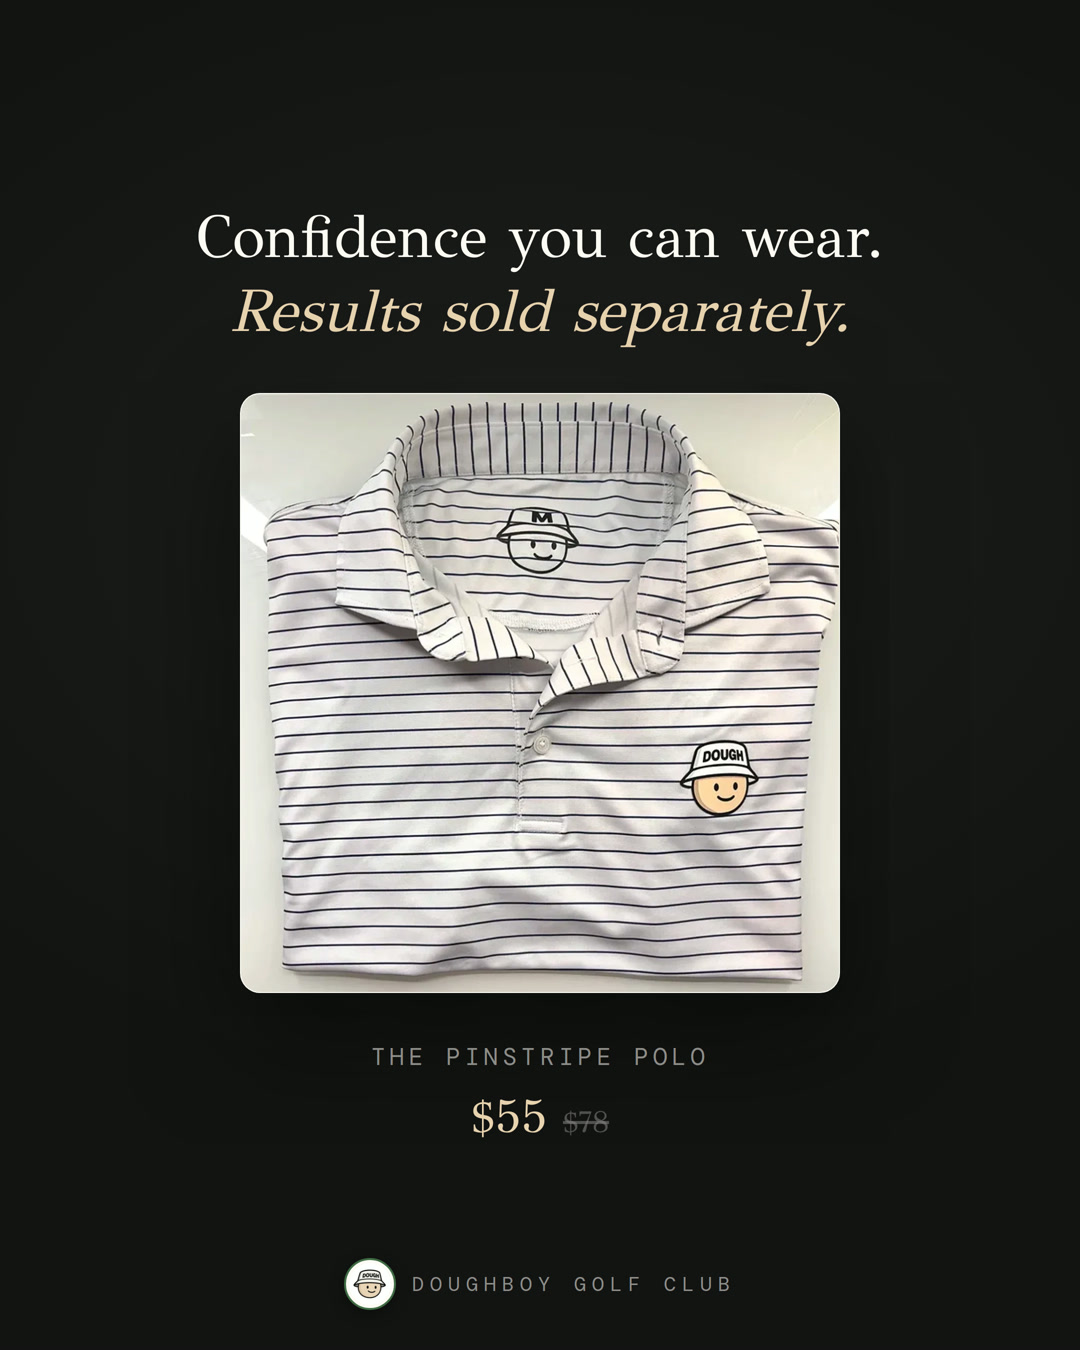 Confidence you can wear.
Results sold separately.
M
DOUGH
THE PINSTRIPE POLO
$55 $78
DOUGH
DOUGHBOY GOLF CLUB